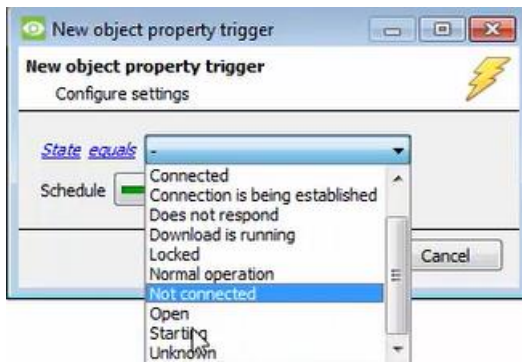 New object property trigger
New object property trigger
Configure settings
State equals -
Connected
Schedule
Connection is being established
Does not respond
Download is running
Locked
Cancel
Normal operation
Not connected
Open
Starting
Unknown